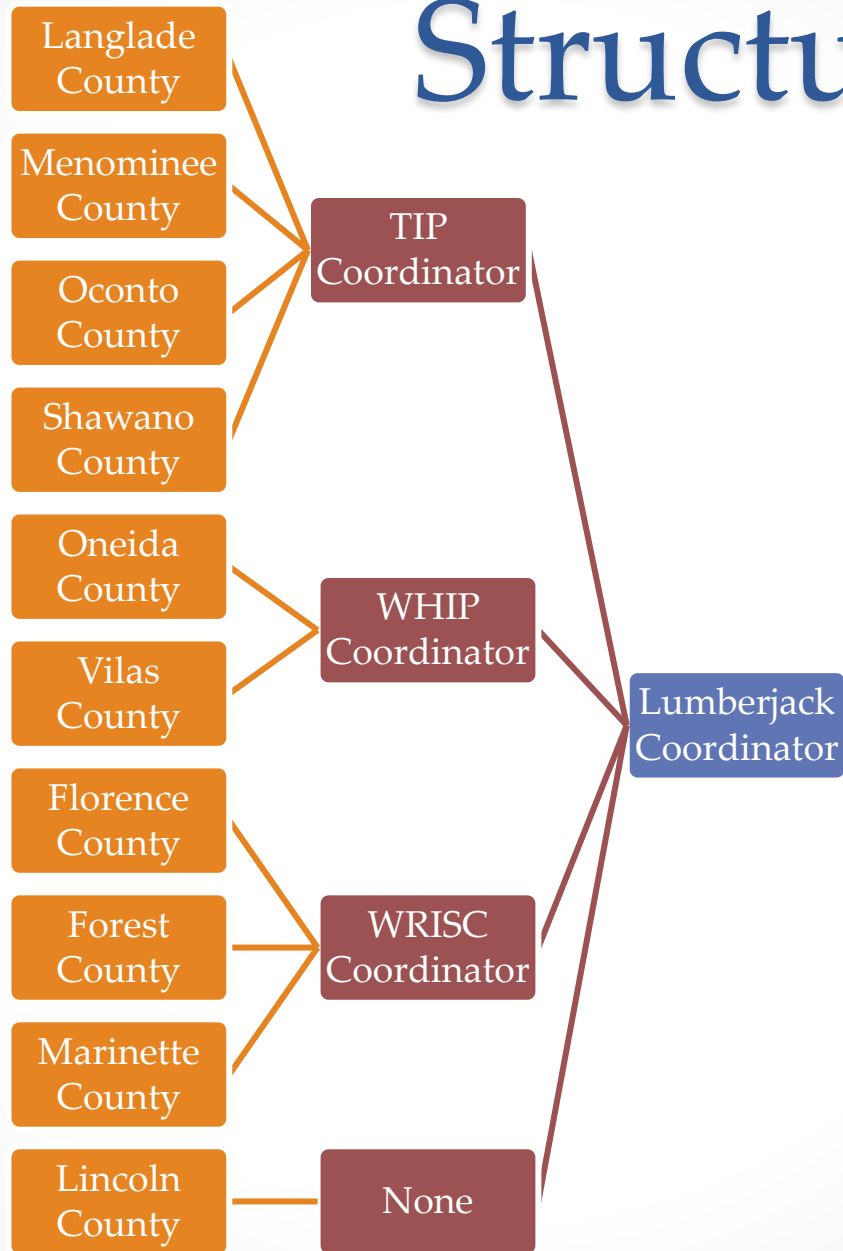 Structu
Langlade
County
Menominee
County
Oconto
County
Shawano
County
Oneida
County
Vilas
County
Florence
County
Forest
County
Marinette
County
Lincoln
County
TIP
Coordinator
WHIP
Coordinator
WRISC
Coordinator
None
Lumberjack
Coordinator